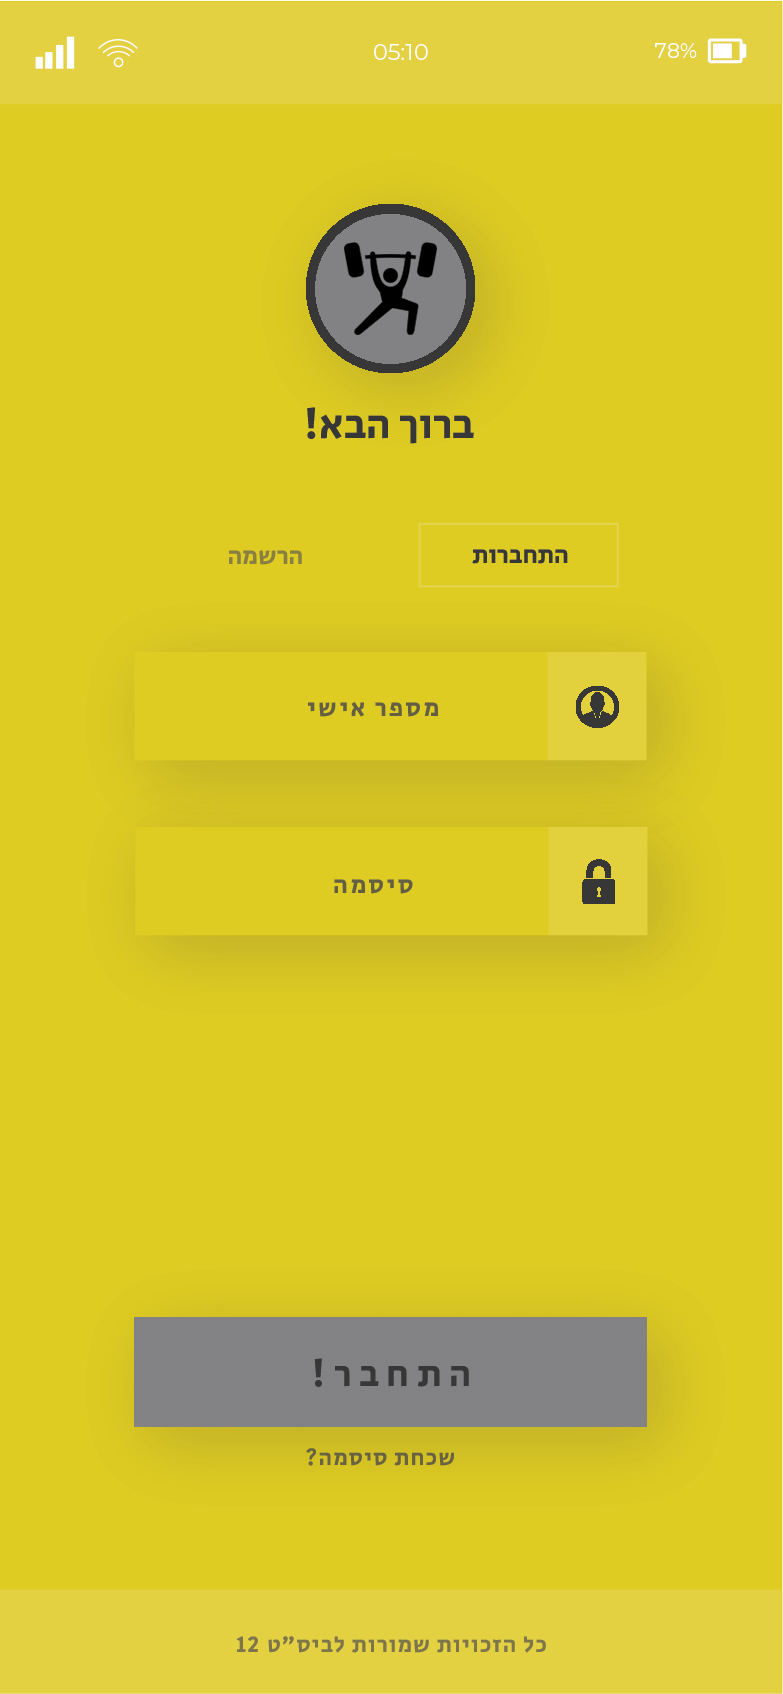 05:10
78%
ברוך הבא!
התחברות
הרשמה
מספר אישי
סיסמה
התחבר!
שכחת סיסמה?
כל הזכויות שמורות לביס"ט 12